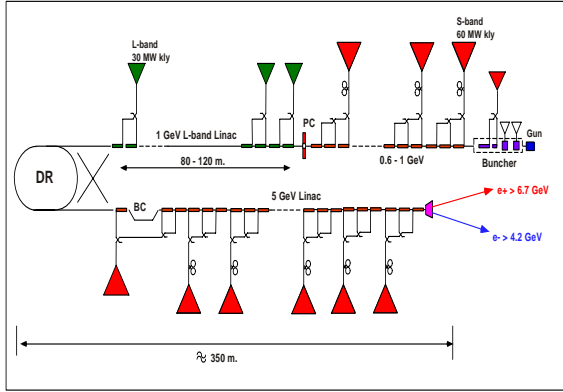 L-band
30 MW kly
S-band
60 MW kly
PC
Gun
1 GeV L-band Linac
0.6 - 1 GeV
Buncher
80 - 120 m.
DR
BC
5 GeV Linac
e+ > 6.7 GeV
e- > 4.2 GeV
≈ 350 m.